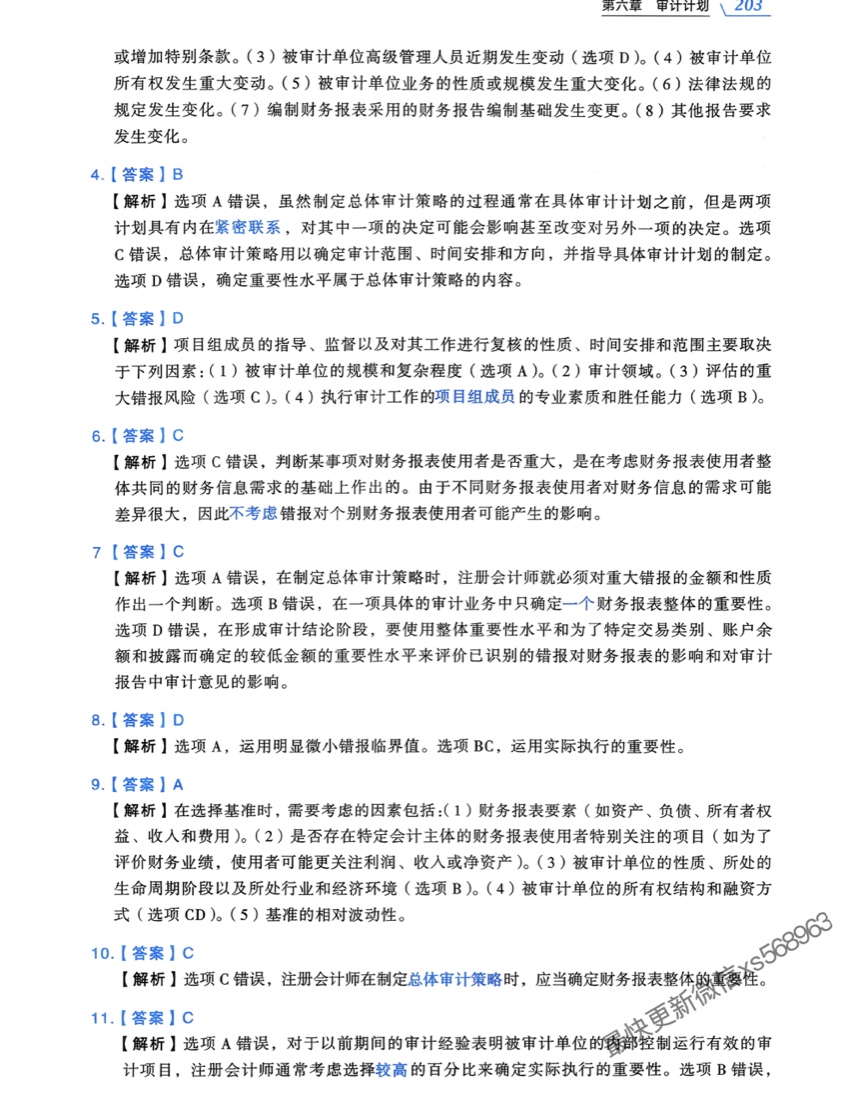 第六章 审计计划 203
或增加特别条款。（3）被审计单位高级管理人员近期发生变动（选项 D）。（4）被审计单位
所有权发生重大变动。（5）被审计单位业务的性质或规模发生重大变化。（6）法律法规的
规定发生变化。（7）编制财务报表采用的财务报告编制基础发生变更。（8）其他报告要求
发生变化。
4.【答案】B
【解析】选项 A 错误，虽然制定总体审计策略的过程通常在具体审计计划之前，但是两项
计划具有内在紧密联系，对其中一项的决定可能会影响甚至改变对另外一项的决定。选项
C 错误，总体审计策略用以确定审计范围、时间安排和方向，并指导具体审计计划的制定。
选项 D 错误，确定重要性水平属于总体审计策略的内容。
5.【答案】D
【解析】项目组成员的指导、监督以及对其工作进行复核的性质、时间安排和范围主要取决
于下列因素：（1）被审计单位的规模和复杂程度（选项 A）。（2）审计领域。（3）评估的重
大错报风险（选项 C）。（4）执行审计工作的项目组成员的专业素质和胜任能力（选项 B）。
6.【答案】C
【解析】选项 C 错误，判断某事项对财务报表使用者是否重大，是在考虑财务报表使用者整
体共同的财务信息需求的基础上作出的。由于不同财务报表使用者对财务信息的需求可能
差异很大，因此不考虑错报对个别财务报表使用者可能产生的影响。
7 【答案】C
【解析】选项 A 错误，在制定总体审计策略时，注册会计师就必须对重大错报的金额和性质
作出一个判断。选项 B 错误，在一项具体的审计业务中只确定一个财务报表整体的重要性。
选项 D 错误，在形成审计结论阶段，要使用整体重要性水平和为了特定交易类别、账户余
额和披露而确定的较低金额的重要性水平来评价已识别的错报对财务报表的影响和对审计
报告中审计意见的影响。
8.【答案】D
【解析】选项 A，运用明显微小错报临界值。选项 BC，运用实际执行的重要性。
9.【答案】A
【解析】在选择基准时，需要考虑的因素包括：（1）财务报表要素（如资产、负债、所有者权
益、收入和费用）。（2）是否存在特定会计主体的财务报表使用者特别关注的项目（如为了
评价财务业绩，使用者可能更关注利润、收入或净资产）。（3）被审计单位的性质、所处的
生命周期阶段以及所处行业和经济环境（选项 B）。（4）被审计单位的所有权结构和融资方
式（选项 CD）。（5）基准的相对波动性。
10.【答案】C
【解析】选项 C 错误，注册会计师在制定总体审计策略时，应当确定财务报表整体的重要性。
11.【答案】C
【解析】选项 A 错误，对于以前期间的审计经验表明被审计单位的内部控制运行有效的审
计项目，注册会计师通常考虑选择较高的百分比来确定实际执行的重要性。选项 B 错误，
最快更新微信xs568963